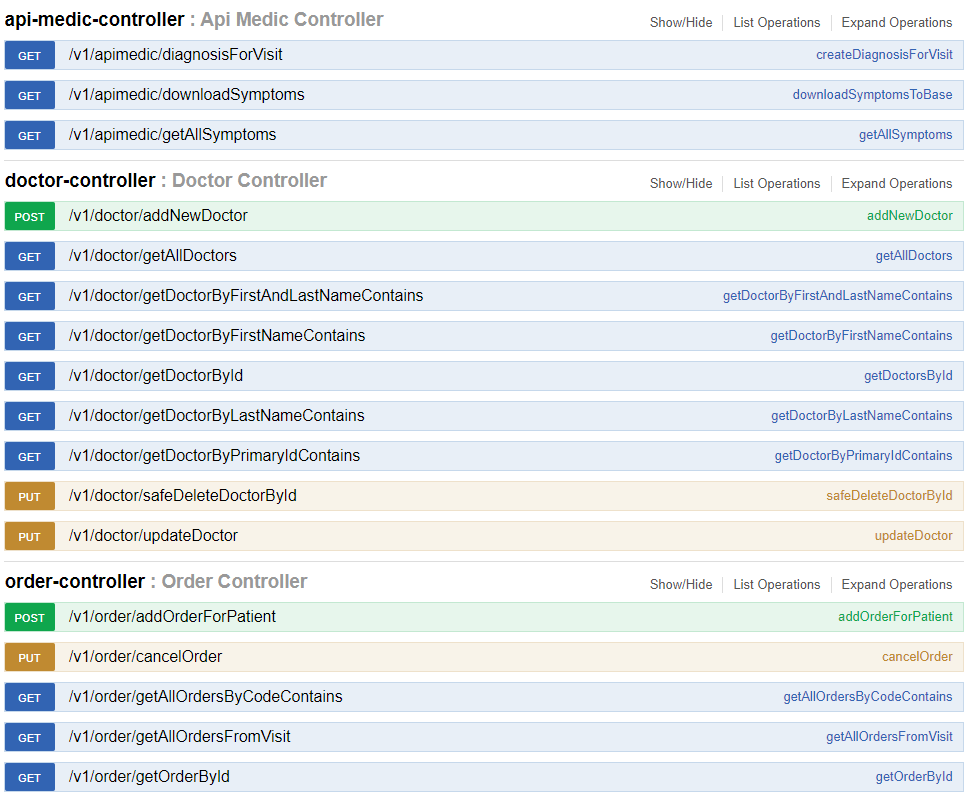 api-medic-controller : Api Medic Controller Show/Hide List Operations Expand Operations
GET /v1/apimedic/diagnosisForVisit createDiagnosisForVisit
GET /v1/apimedic/downloadSymptoms downloadSymptomsToBase
GET /v1/apimedic/getAllSymptoms getAllSymptoms
doctor-controller : Doctor Controller Show/Hide List Operations Expand Operations
POST /v1/doctor/addNewDoctor addNewDoctor
GET /v1/doctor/getAllDoctors getAllDoctors
GET /v1/doctor/getDoctorByFirstAndLastNameContains getDoctorByFirstAndLastNameContains
GET /v1/doctor/getDoctorByFirstNameContains getDoctorByFirstNameContains
GET /v1/doctor/getDoctorById getDoctorsById
GET /v1/doctor/getDoctorByLastNameContains getDoctorByLastNameContains
GET /v1/doctor/getDoctorByPrimaryIdContains getDoctorByPrimaryIdContains
PUT /v1/doctor/safeDeleteDoctorById safeDeleteDoctorById
PUT /v1/doctor/updateDoctor updateDoctor
order-controller : Order Controller Show/Hide List Operations Expand Operations
POST /v1/order/addOrderForPatient addOrderForPatient
PUT /v1/order/cancelOrder cancelOrder
GET /v1/order/getAllOrdersByCodeContains getAllOrdersByCodeContains
GET /v1/order/getAllOrdersFromVisit getAllOrdersFromVisit
GET /v1/order/getOrderById getOrderById